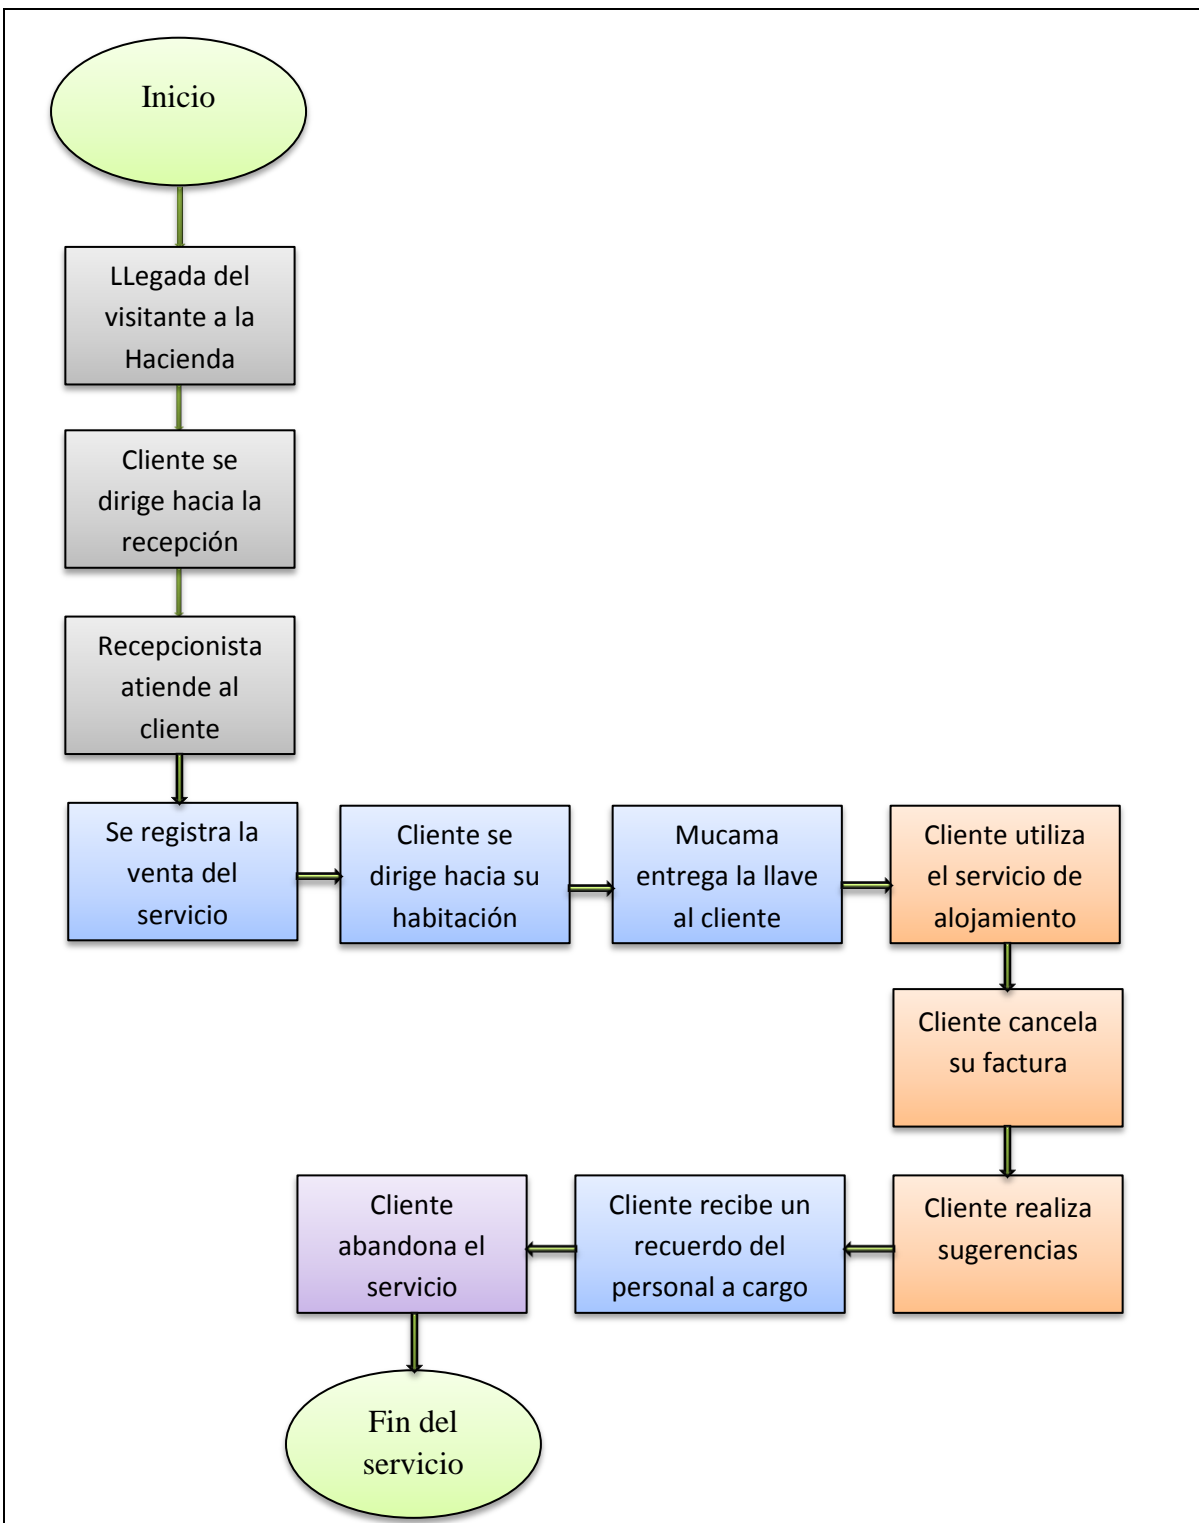 Inicio
LLegada del
visitante a la
Hacienda
Cliente se
dirige hacia la
recepción
Recepcionista
atiende al
cliente
Se registra la
venta del
servicio
Cliente se
dirige hacia su
habitación
Mucama
entrega la llave
al cliente
Cliente utiliza
el servicio de
alojamiento
Cliente cancela
su factura
Cliente realiza
sugerencias
Cliente recibe un
recuerdo del
personal a cargo
Cliente
abandona el
servicio
Fin del
servicio